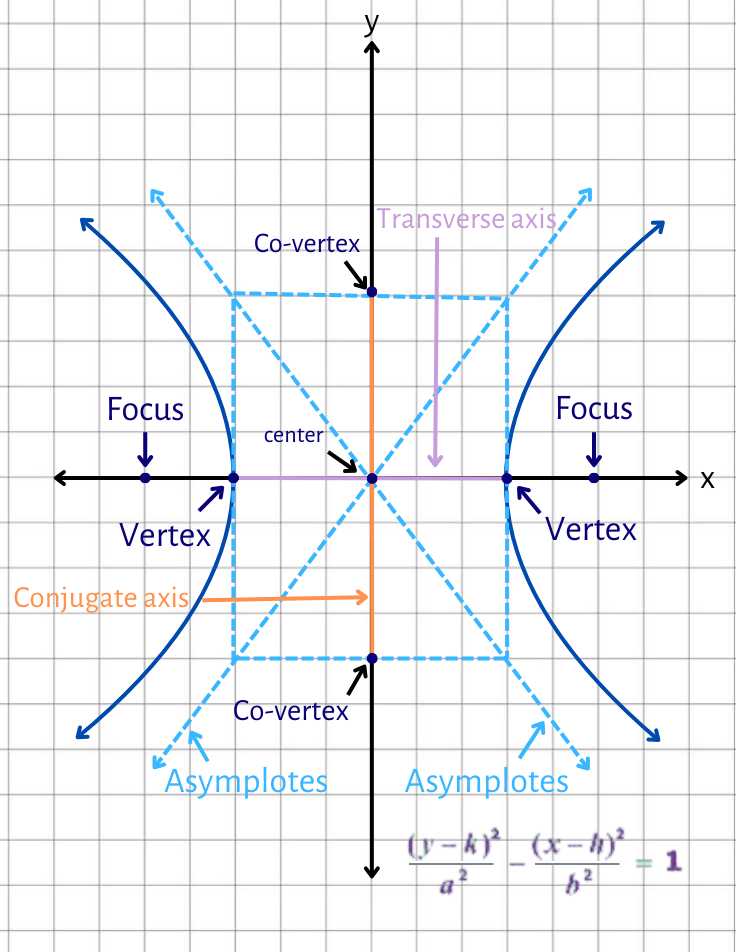 y
Transverse axis
Co-vertex
Focus
Focus
center
x
Vertex
Vertex
Conjugate axis
Co-vertex
Asymplotes
Asymplotes
(y – k)² / a² – (x – h)² / b² = 1